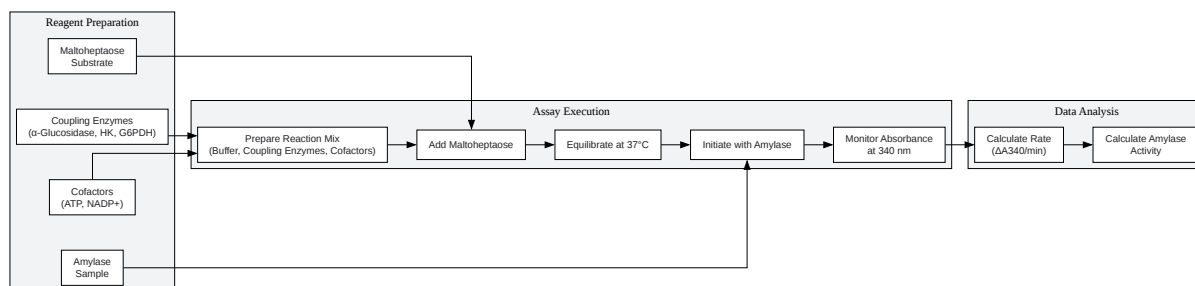 Reagent Preparation
Maltoheptaose
Substrate
Coupling Enzymes
(α-Glucosidase, HK, G6PDH)
Cofactors
(ATP, NADP+)
Amylase
Sample
Assay Execution
Prepare Reaction Mix
(Buffer, Coupling Enzymes, Cofactors)
Add Maltoheptaose
Equilibrate at 37°C
Initiate with Amylase
Monitor Absorbance
at 340 nm
Data Analysis
Calculate Rate
(ΔA340/min)
Calculate Amylase
Activity